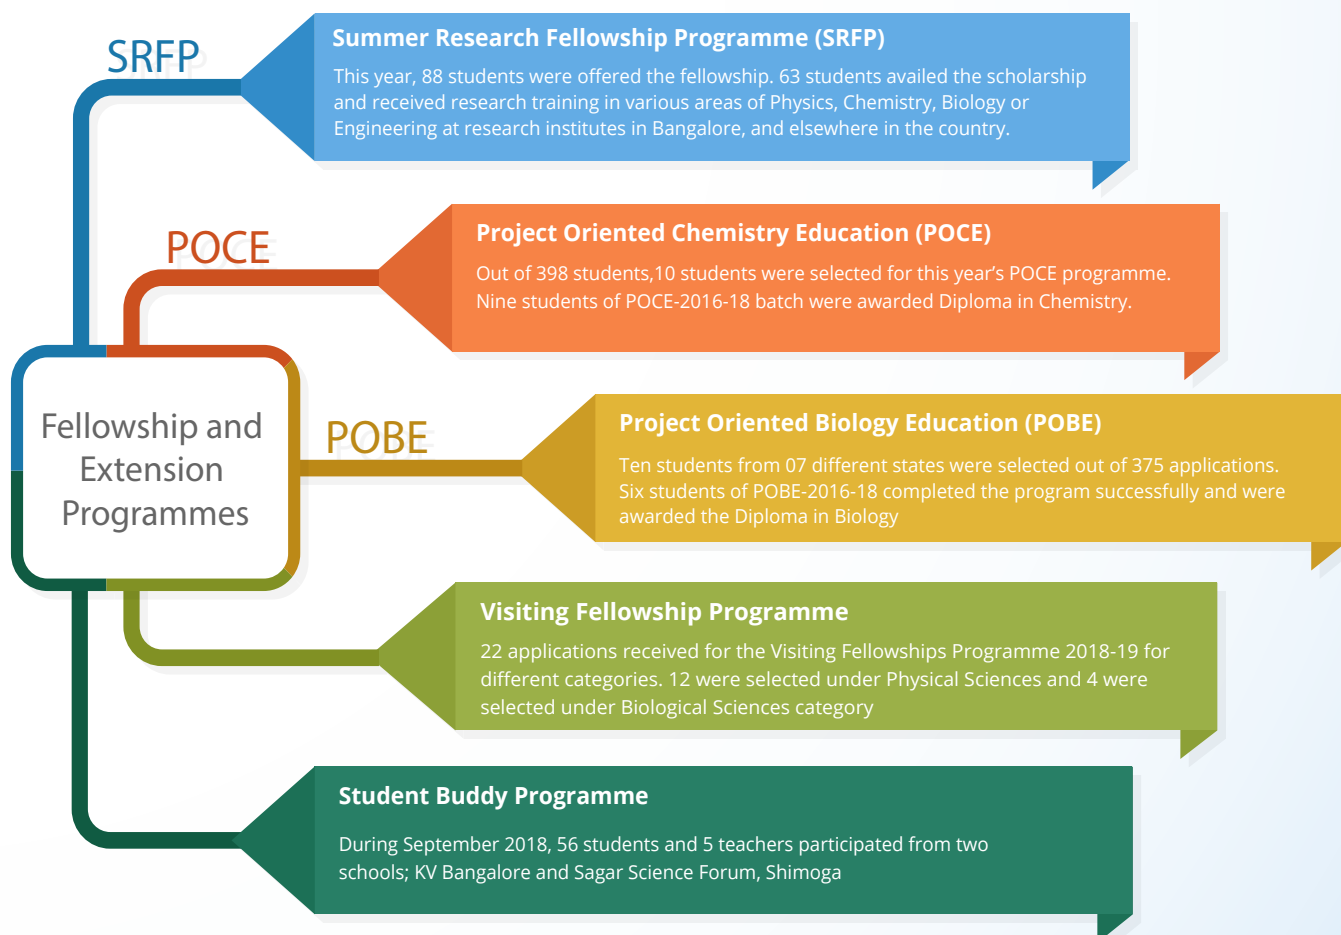 SRFP
Summer Research Fellowship Programme (SRFP)
This year, 88 students were offered the fellowship. 63 students availed the scholarship
and received research training in various areas of Physics, Chemistry, Biology or
Engineering at research institutes in Bangalore, and elsewhere in the country.
POCE
Project Oriented Chemistry Education (POCE)
Out of 398 students,10 students were selected for this year’s POCE programme.
Nine students of POCE-2016-18 batch were awarded Diploma in Chemistry.
Fellowship and
Extension
Programmes
POBE
Project Oriented Biology Education (POBE)
Ten students from 07 different states were selected out of 375 applications.
Six students of POBE-2016-18 completed the program successfully and were
awarded the Diploma in Biology
Visiting Fellowship Programme
22 applications received for the Visiting Fellowships Programme 2018-19 for
different categories. 12 were selected under Physical Sciences and 4 were
selected under Biological Sciences category
Student Buddy Programme
During September 2018, 56 students and 5 teachers participated from two
schools; KV Bangalore and Sagar Science Forum, Shimoga